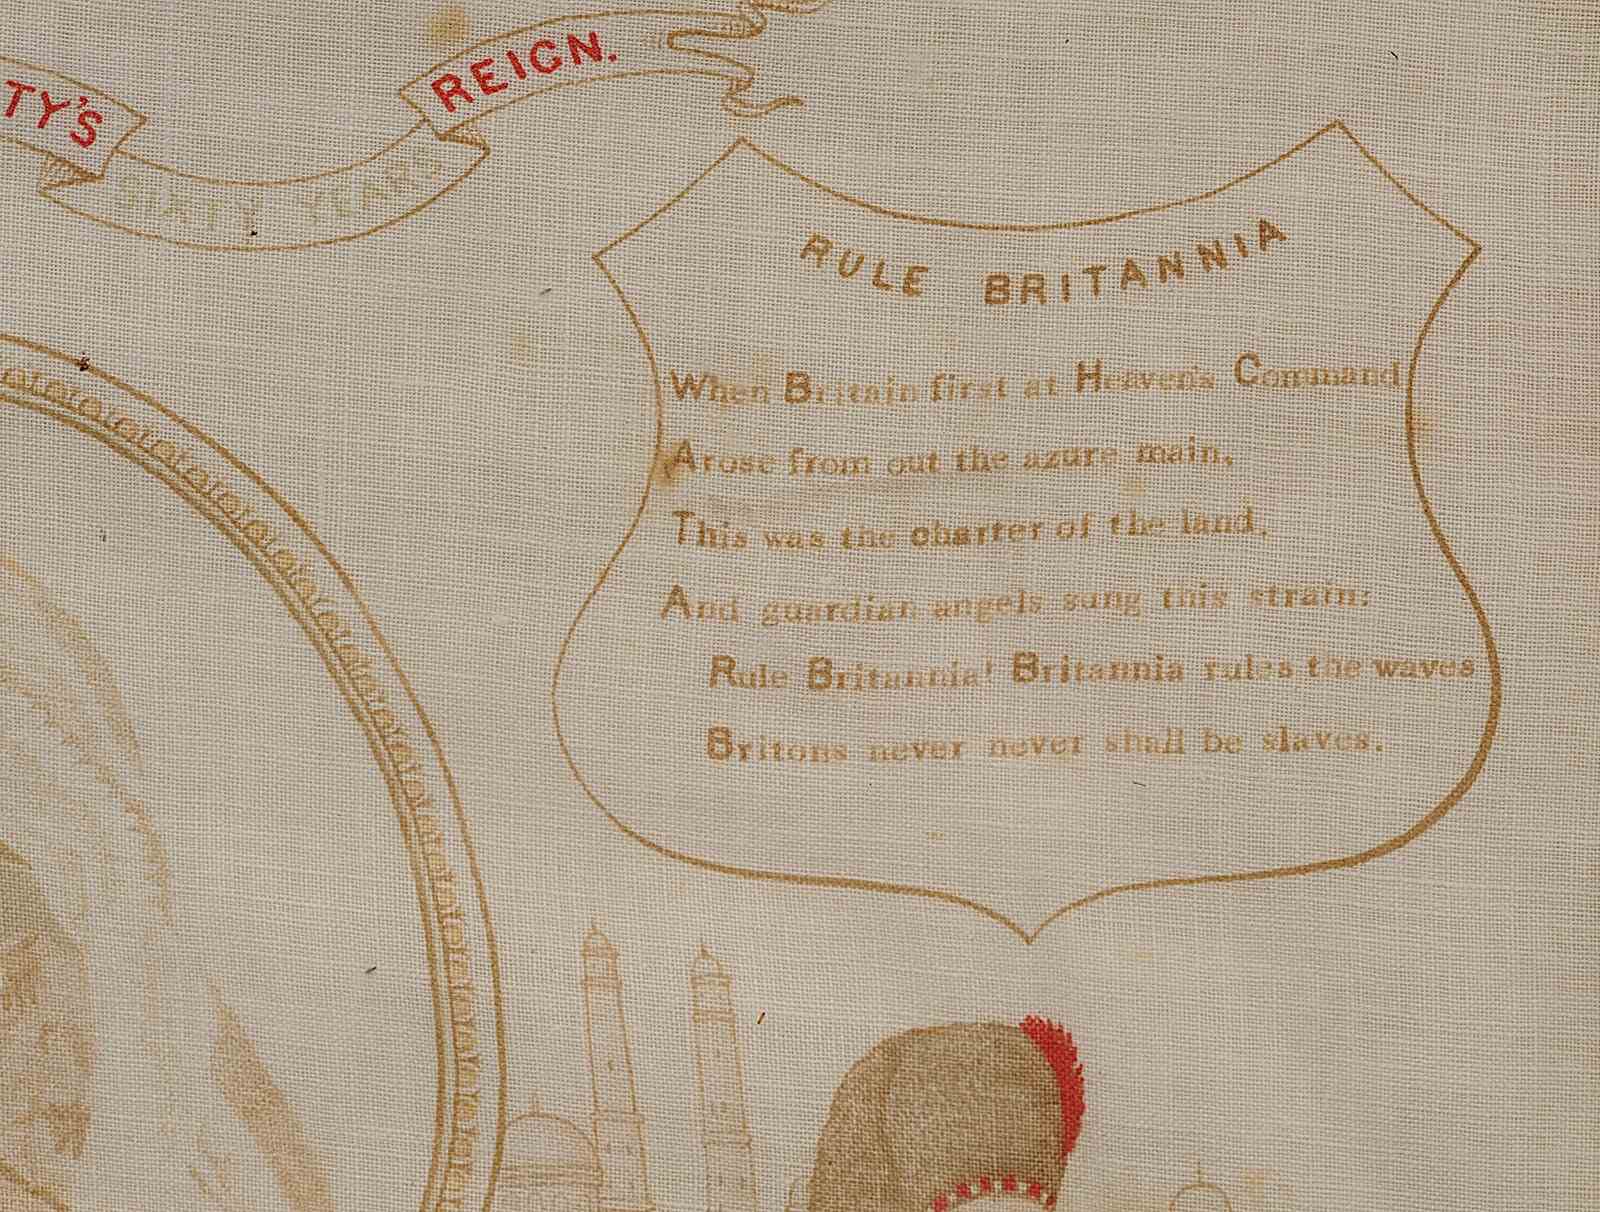 TY'S
SIXTY YEARS
REIGN.
RULE BRITANNIA
When Britain first at Heaven's Command
Arose from out the azure main,
This was the charter of the land,
And guardian angels sung this strain:
Rule Britannia! Britannia rules the waves
Britons never never shall be slaves.